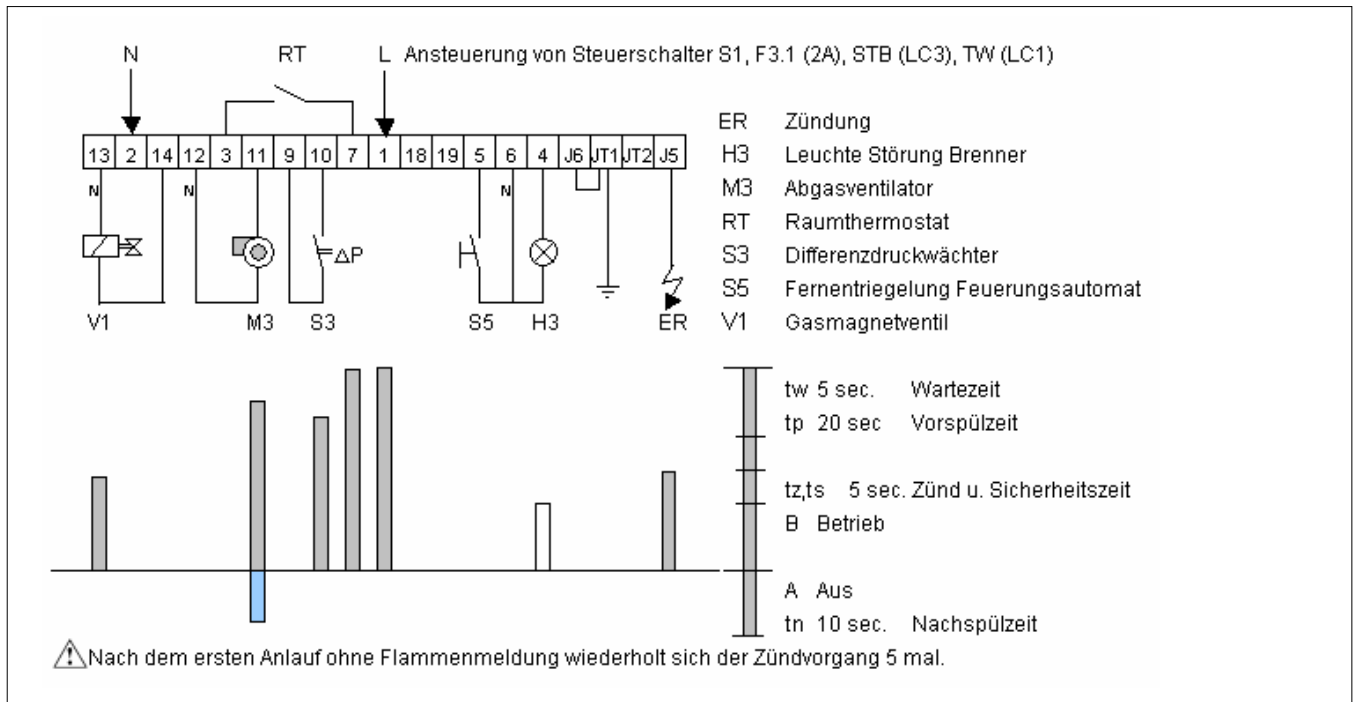 N RT L Ansteuerung von Steuerschalter S1, F3.1 (2A), STB (LC3), TW (LC1)
13 2 14 12 3 11 9 10 7 1 18 19 5 6 4 J6 JT1 JT2 J5
N N N
ΔP
V1 M3 S3 S5 H3 ER
ER Zündung
H3 Leuchte Störung Brenner
M3 Abgasventilator
RT Raumthermostat
S3 Differenzdruckwächter
S5 Fernentriegelung Feuerungsautomat
V1 Gasmagnetventil
tw 5 sec. Wartezeit
tp 20 sec Vorspülzeit
tz,ts 5 sec. Zünd u. Sicherheitszeit
B Betrieb
A Aus
tn 10 sec. Nachspülzeit
Nach dem ersten Anlauf ohne Flammenmeldung wiederholt sich der Zündvorgang 5 mal.